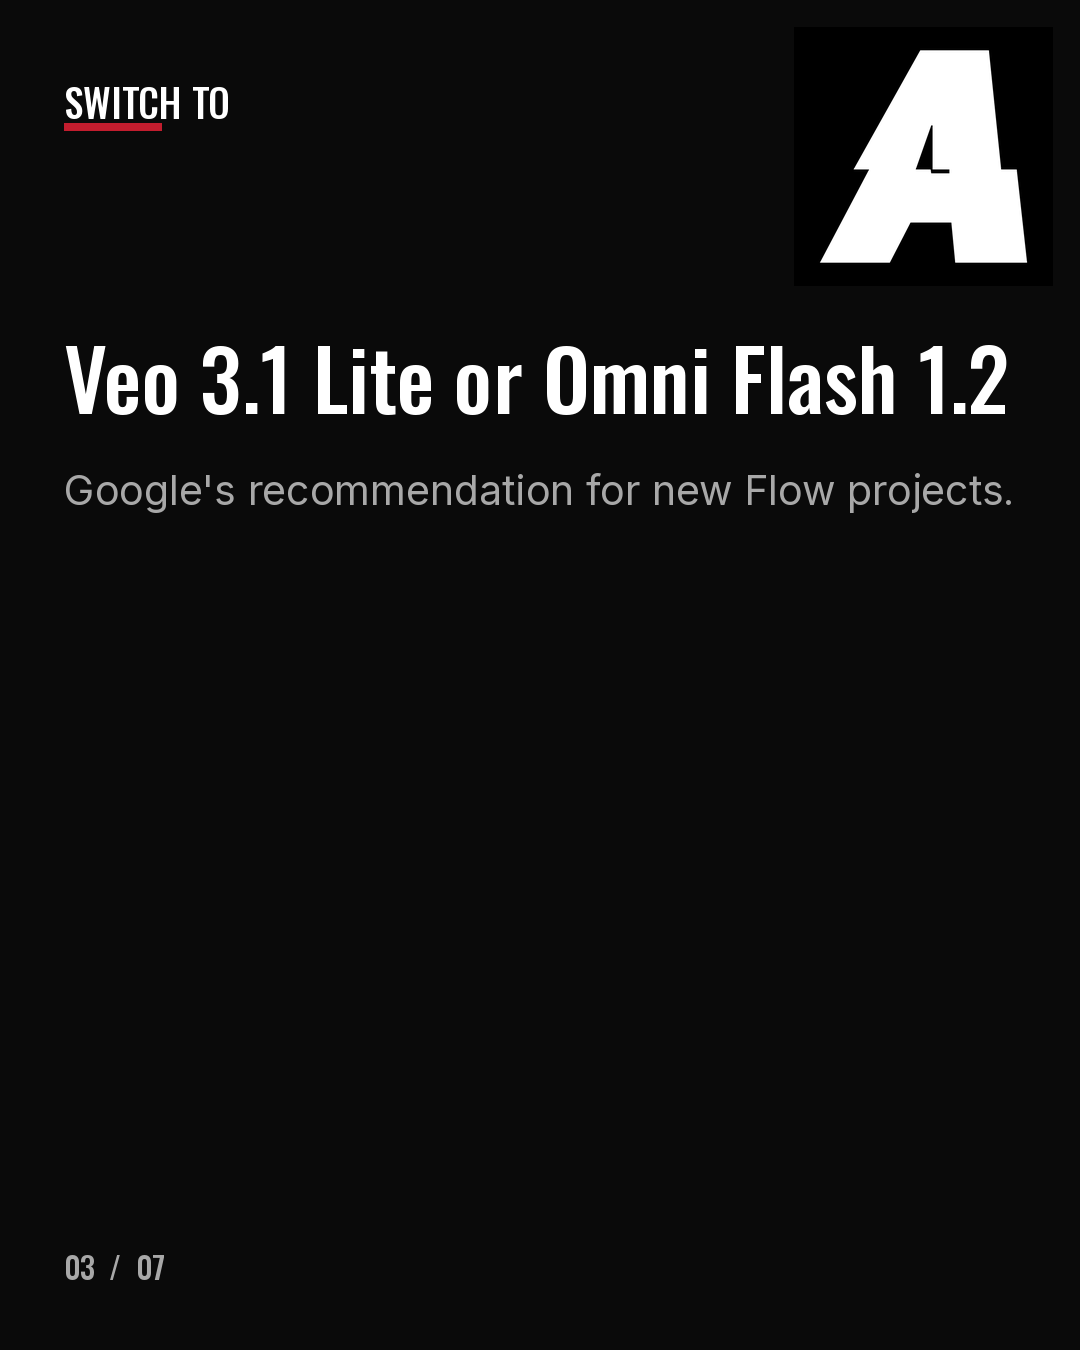 SWITCH TO
A
Veo 3.1 Lite or Omni Flash 1.2
Google's recommendation for new Flow projects.
03 / 07